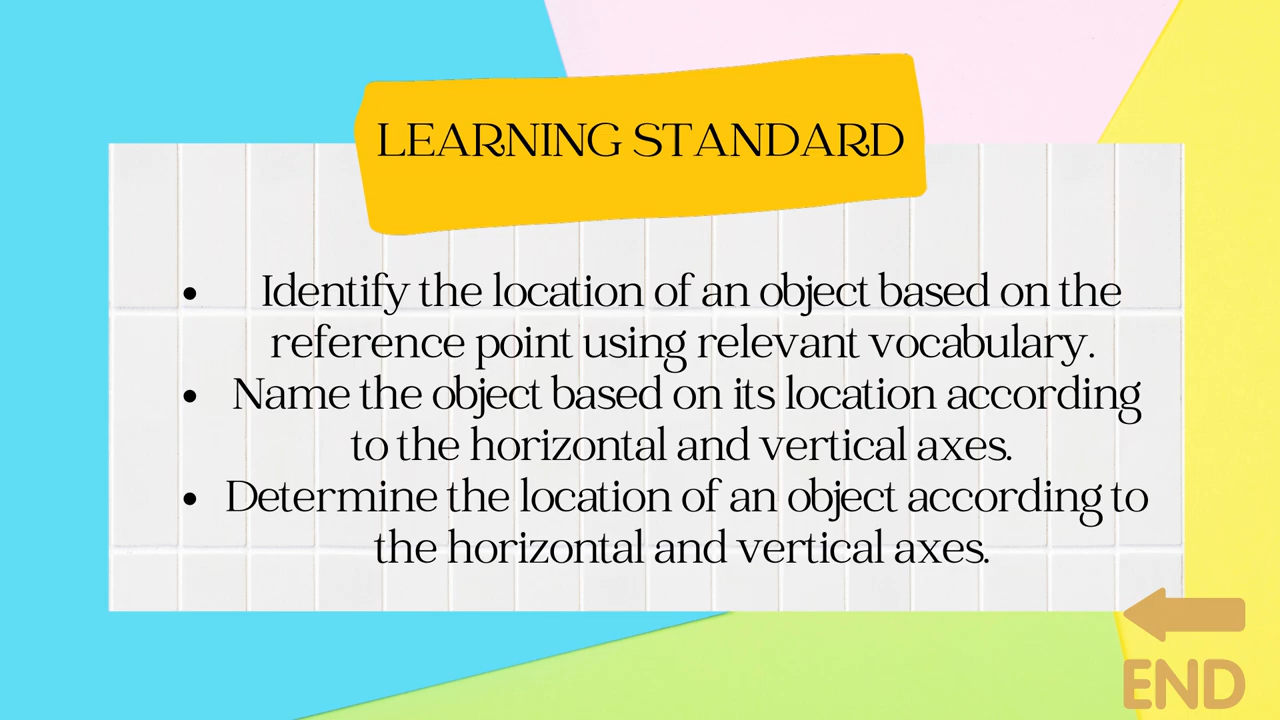 LEARNING STANDARD
• Identify the location of an object based on the
reference point using relevant vocabulary.
• Name the object based on its location according
to the horizontal and vertical axes.
• Determine the location of an object according to
the horizontal and vertical axes.
END